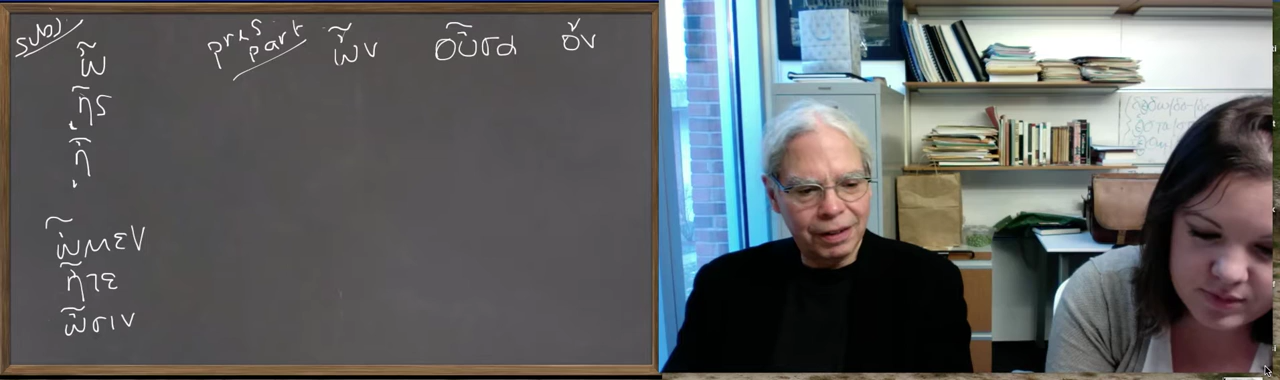 subj
pres part ὤν οὖσα ὄν
ὦ
ᾖς
ᾖ
ὦμεν
ἦτε
ὦσιν